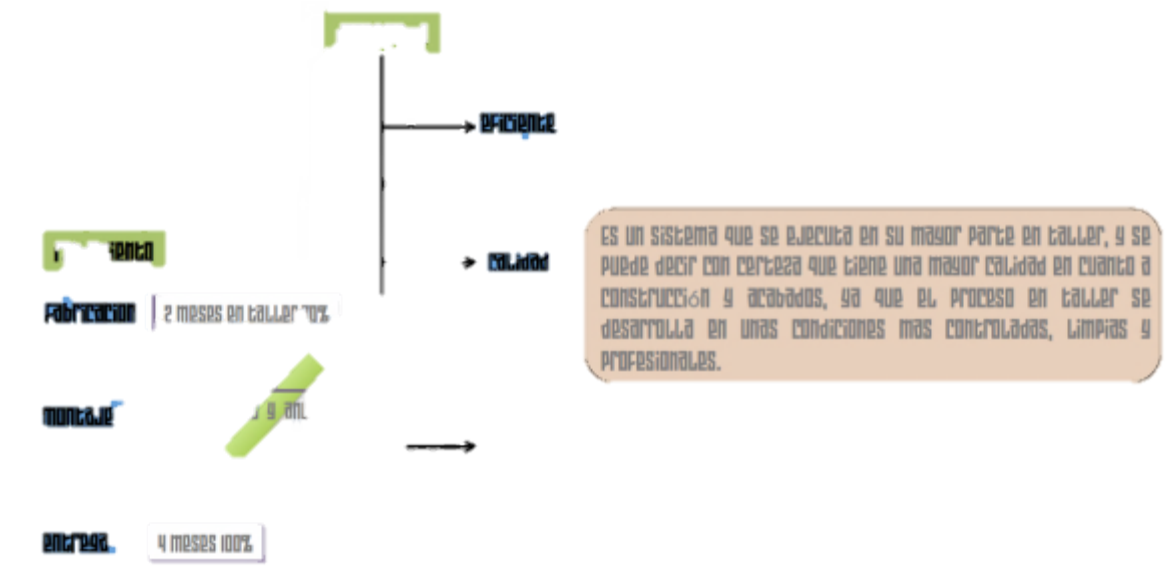 eficiente
calidad
Es un sistema que se ejecuta en su mayor parte en taller, y se
puede decir con certeza que tiene una mayor calidad en cuanto a
construcción y acabados, ya que el proceso en taller se
desarrolla en unas condiciones mas controladas, limpias y
profesionales.
Fabricacion
2 meses en taller 70%
montaje
y
entrega
4 meses 100%